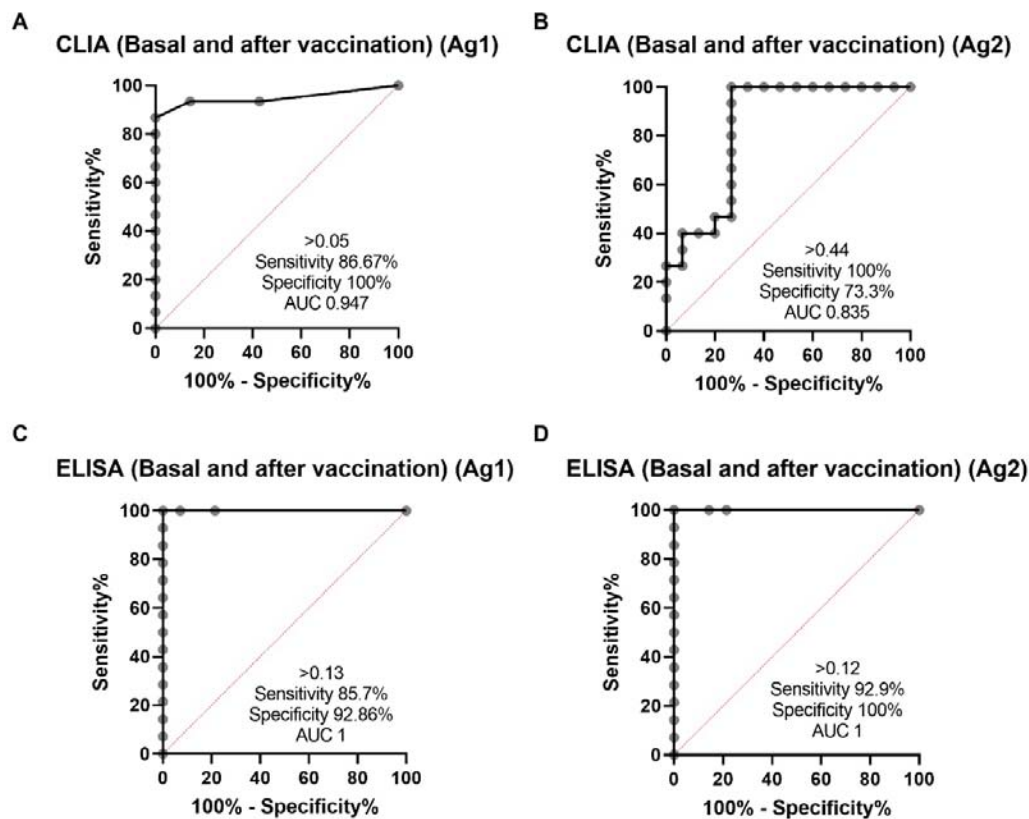 A
CLIA (Basal and after vaccination) (Ag1)
100
80
60
40
20
0
Sensitivity%
>0.05
Sensitivity 86.67%
Specificity 100%
AUC 0.947
0 20 40 60 80 100
100% - Specificity%
B
CLIA (Basal and after vaccination) (Ag2)
100
80
60
40
20
0
Sensitivity%
>0.44
Sensitivity 100%
Specificity 73.3%
AUC 0.835
0 20 40 60 80 100
100% - Specificity%
C
ELISA (Basal and after vaccination) (Ag1)
100
80
60
40
20
0
Sensitivity%
>0.13
Sensitivity 85.7%
Specificity 92.86%
AUC 1
0 20 40 60 80 100
100% - Specificity%
D
ELISA (Basal and after vaccination) (Ag2)
100
80
60
40
20
0
Sensitivity%
>0.12
Sensitivity 92.9%
Specificity 100%
AUC 1
0 20 40 60 80 100
100% - Specificity%